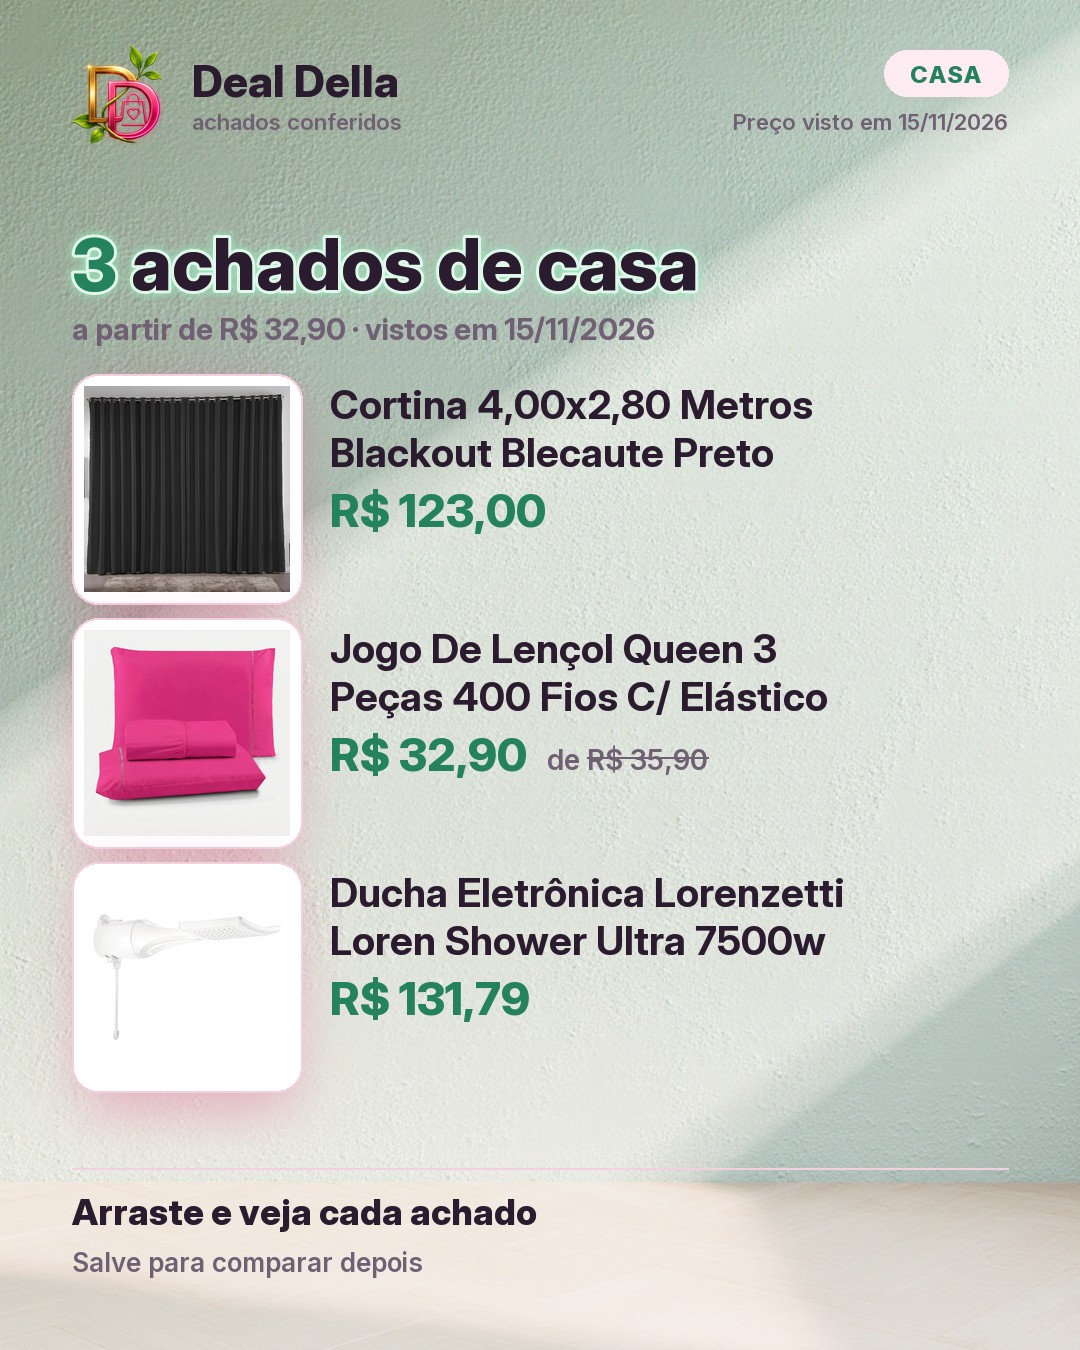 Deal Della
achados conferidos
CASA
Preço visto em 15/11/2026
3 achados de casa
a partir de R$ 32,90 · vistos em 15/11/2026
Cortina 4,00x2,80 Metros
Blackout Blecaute Preto
R$ 123,00
Jogo De Lençol Queen 3
Peças 400 Fios C/ Elástico
R$ 32,90 de R$ 35,90
Ducha Eletrônica Lorenzetti
Loren Shower Ultra 7500w
R$ 131,79
Arraste e veja cada achado
Salve para comparar depois